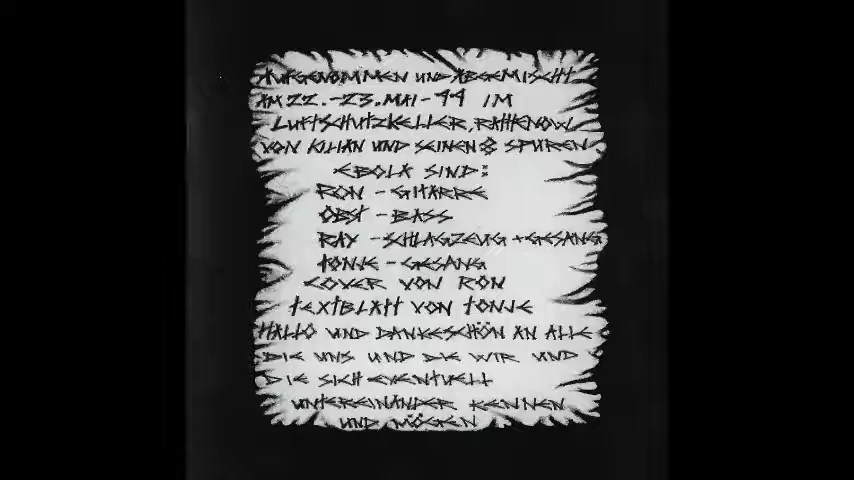 AUFGENOMMEN UND ABGEMISCHT
AM 22. - 23. MAI - 99 IM
LUFTSCHUTZKELLER, RATHENOW
VON KILIAN UND SEINEN 8 SPUREN
EBOLA SIND:
RON - GITARRE
OBST - BASS
RAY - SCHLAGZEUG + GESANG
TONJE - GESANG
COVER VON RON
TEXTBLATT VON TONJE
HALLO UND DANKESCHÖN AN ALLE
DIE UNS UND DIE WIR UND
DIE SICH EVENTUELL
UNTEREINANDER KENNEN
UND MÖGEN